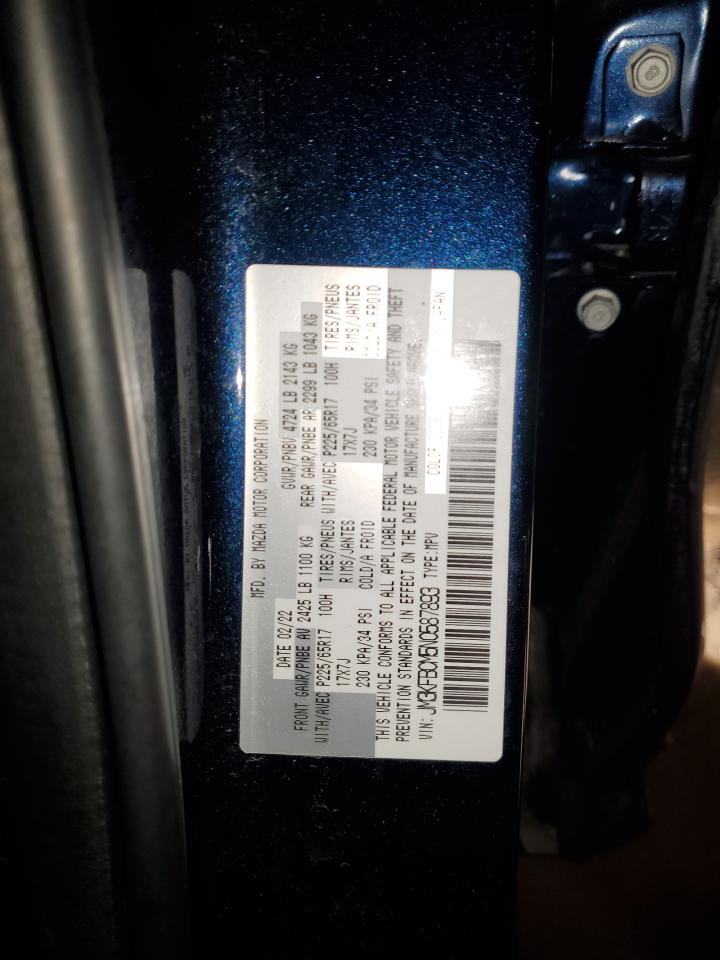 MFD. BY MAZDA MOTOR CORPORATION
DATE 02/22 GVWR/PNBV 4724 LB 2143 KG
FRONT GAWR/PNBE AV 2425 LB 1100 KG REAR GAWR/PNBE AR 2299 LB 1043 KG
WITH/AVEC P225/65R17 100H TIRES/PNEUS WITH/AVEC P225/65R17 100H TIRES/PNEUS
17X7J RIMS/JANTES 17X7J RIMS/JANTES
230 KPA/34 PSI COLD/A FROID 230 KPA/34 PSI COLD/A FROID
THIS VEHICLE CONFORMS TO ALL APPLICABLE FEDERAL MOTOR VEHICLE SAFETY AND THEFT
PREVENTION STANDARDS IN EFFECT ON THE DATE OF MANUFACTURE
VIN: JM3KFBCM5N0587893 TYPE:MPV
JAPAN